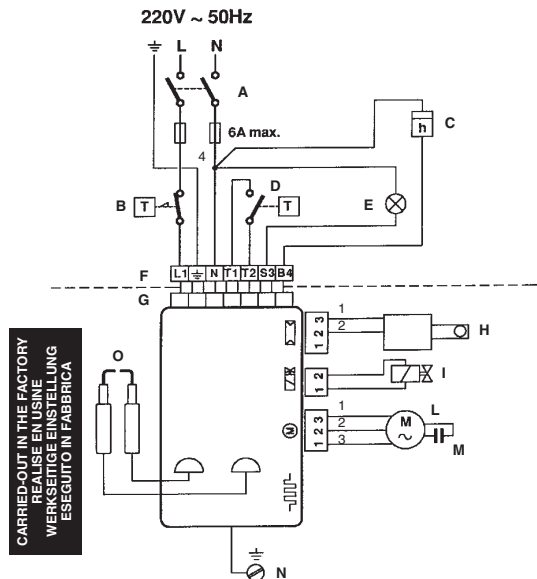 220V ~ 50Hz
L N
A
6A max.
4
C
h
B T
D
T
E
F L1 N T1 T2 S3 B4
G
1
2
1 2 3
H
1 2
I
1
2
3
1 2 3
M
~
L
M
O
M
N
CARRIED-OUT IN THE FACTORY
REALISE EN USINE
WERKSEITIGE EINSTELLUNG
ESEGUITO IN FABBRICA